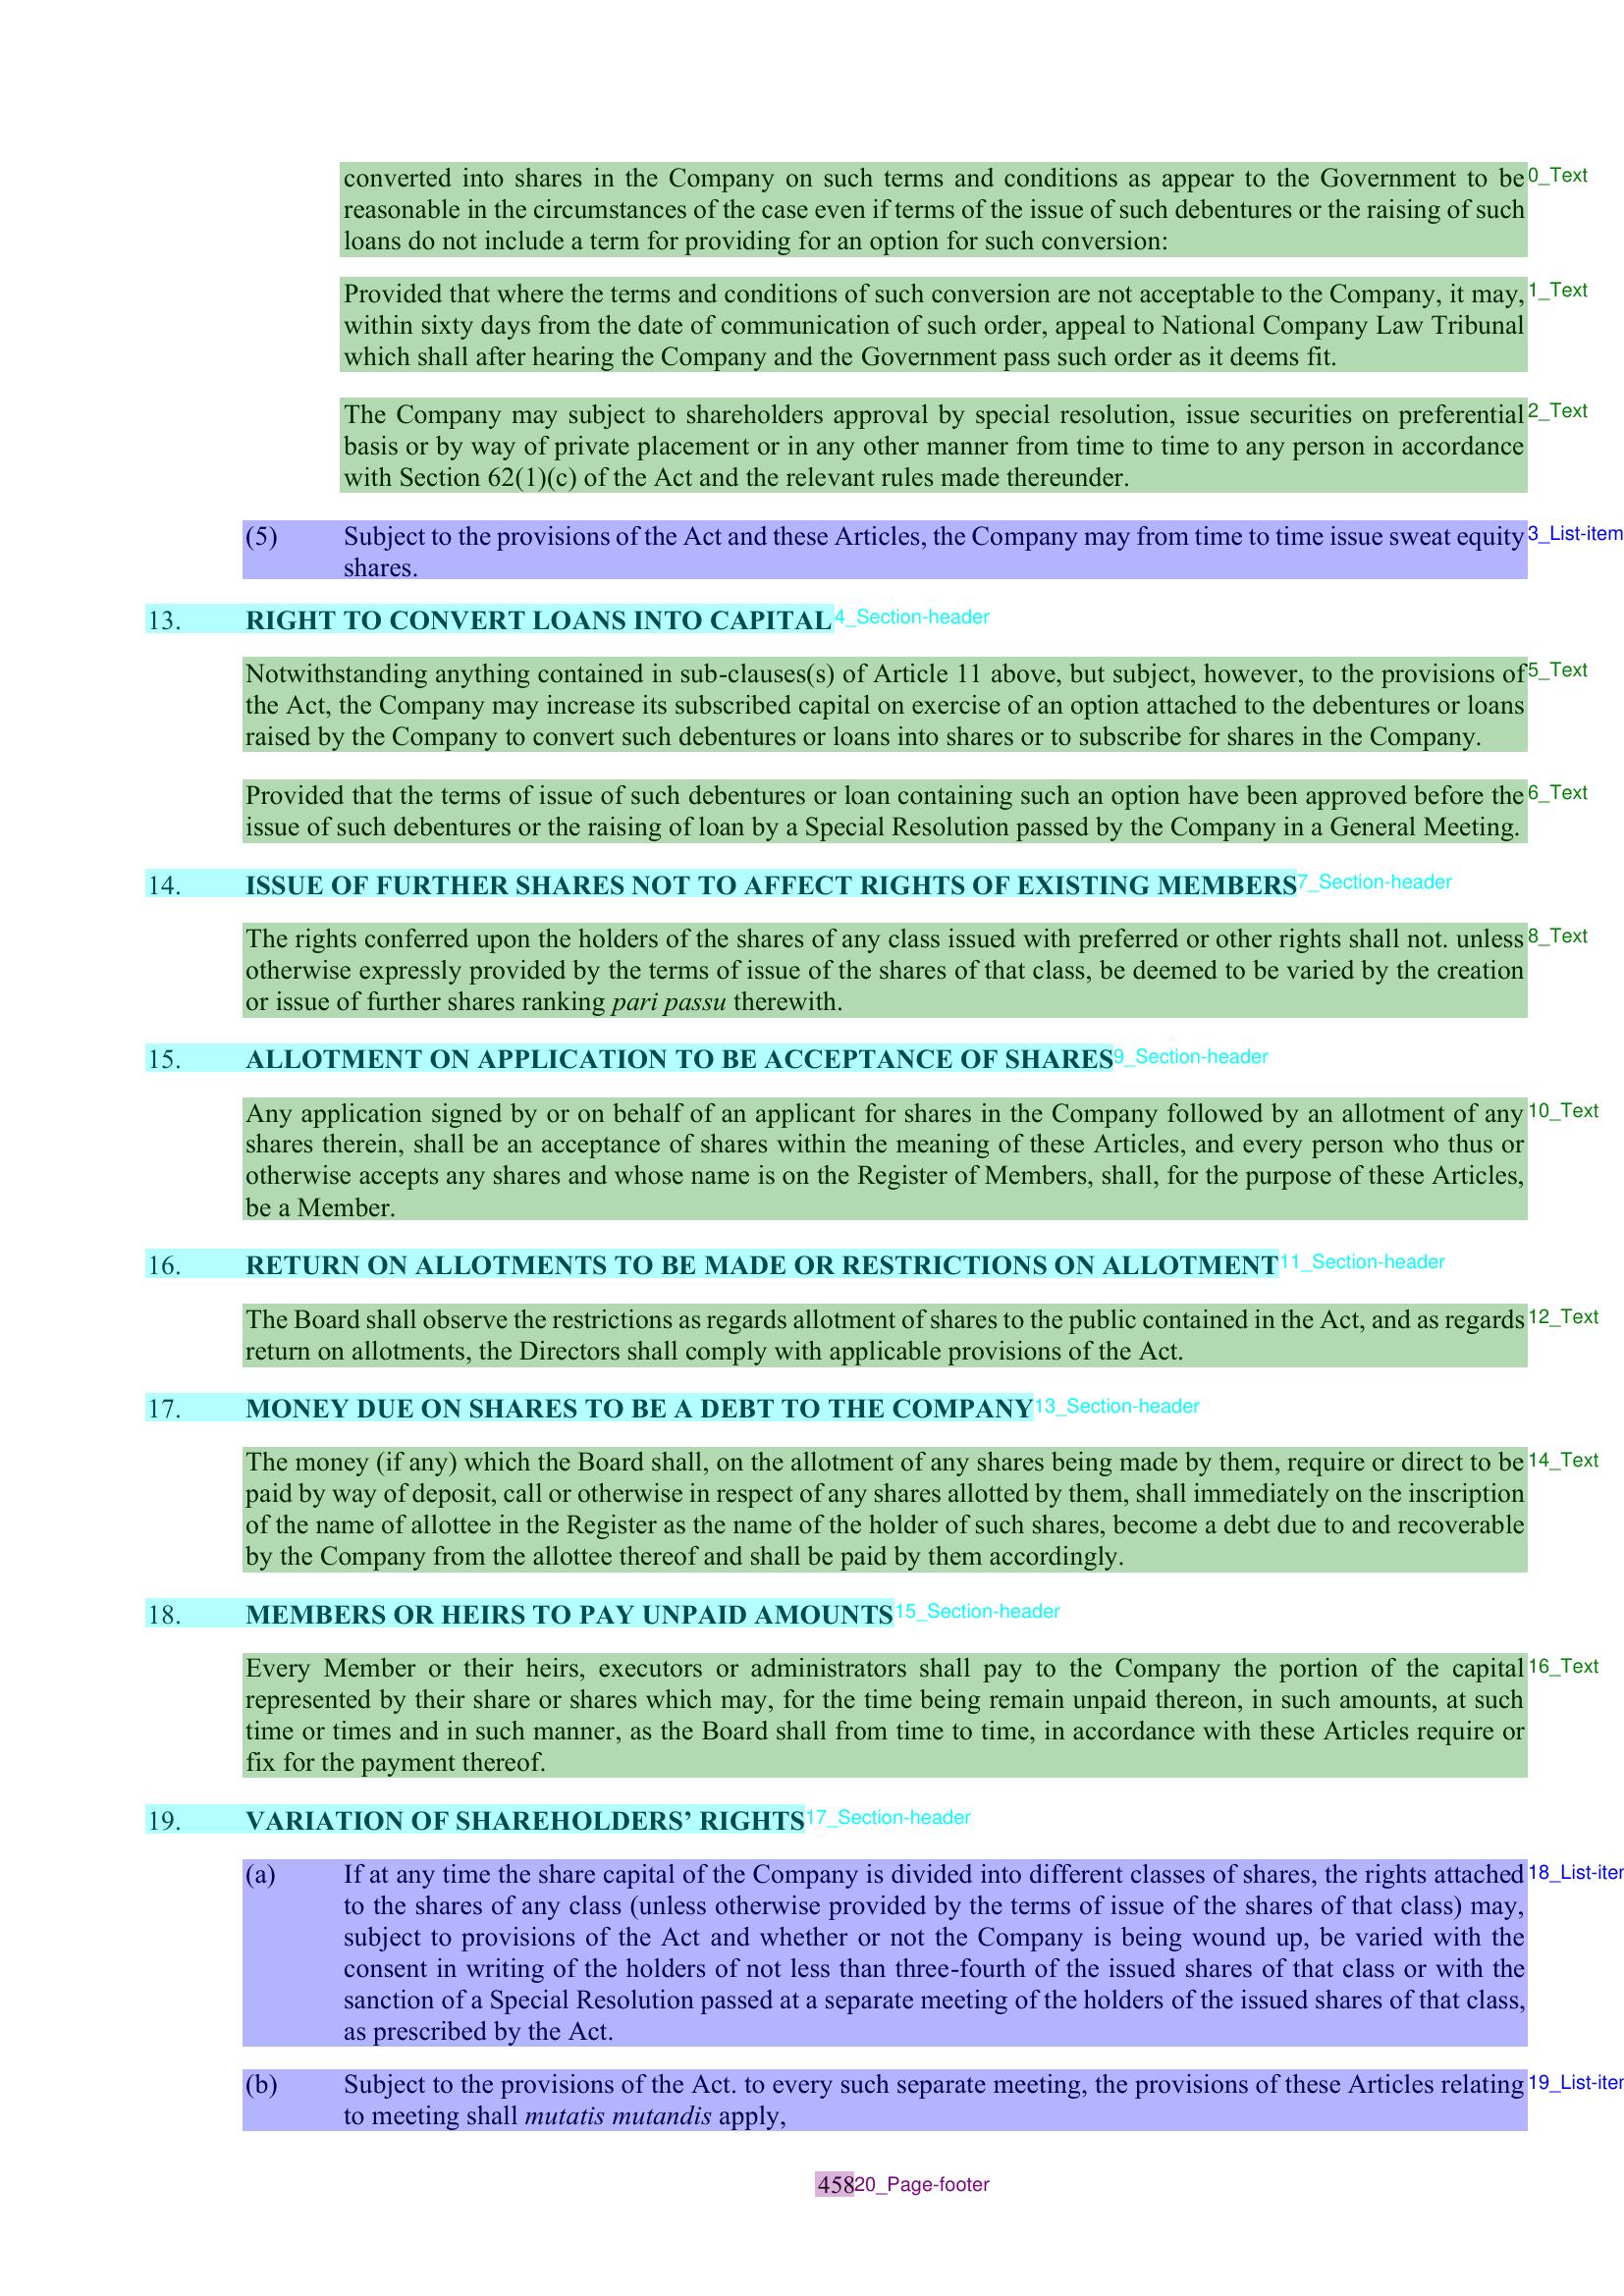 converted into shares in the Company on such terms and conditions as appear to the Government to be 0_Text
reasonable in the circumstances of the case even if terms of the issue of such debentures or the raising of such
loans do not include a term for providing for an option for such conversion:
Provided that where the terms and conditions of such conversion are not acceptable to the Company, it may, 1_Text
within sixty days from the date of communication of such order, appeal to National Company Law Tribunal
which shall after hearing the Company and the Government pass such order as it deems fit.
The Company may subject to shareholders approval by special resolution, issue securities on preferential 2_Text
basis or by way of private placement or in any other manner from time to time to any person in accordance
with Section 62(1)(c) of the Act and the relevant rules made thereunder.
(5) Subject to the provisions of the Act and these Articles, the Company may from time to time issue sweat equity 3_List-item
shares.
13. RIGHT TO CONVERT LOANS INTO CAPITAL 4_Section-header
Notwithstanding anything contained in sub-clauses(s) of Article 11 above, but subject, however, to the provisions of 5_Text
the Act, the Company may increase its subscribed capital on exercise of an option attached to the debentures or loans
raised by the Company to convert such debentures or loans into shares or to subscribe for shares in the Company.
Provided that the terms of issue of such debentures or loan containing such an option have been approved before the 6_Text
issue of such debentures or the raising of loan by a Special Resolution passed by the Company in a General Meeting.
14. ISSUE OF FURTHER SHARES NOT TO AFFECT RIGHTS OF EXISTING MEMBERS 7_Section-header
The rights conferred upon the holders of the shares of any class issued with preferred or other rights shall not. unless 8_Text
otherwise expressly provided by the terms of issue of the shares of that class, be deemed to be varied by the creation
or issue of further shares ranking pari passu therewith.
15. ALLOTMENT ON APPLICATION TO BE ACCEPTANCE OF SHARES 9_Section-header
Any application signed by or on behalf of an applicant for shares in the Company followed by an allotment of any 10_Text
shares therein, shall be an acceptance of shares within the meaning of these Articles, and every person who thus or
otherwise accepts any shares and whose name is on the Register of Members, shall, for the purpose of these Articles,
be a Member.
16. RETURN ON ALLOTMENTS TO BE MADE OR RESTRICTIONS ON ALLOTMENT 11_Section-header
The Board shall observe the restrictions as regards allotment of shares to the public contained in the Act, and as regards 12_Text
return on allotments, the Directors shall comply with applicable provisions of the Act.
17. MONEY DUE ON SHARES TO BE A DEBT TO THE COMPANY 13_Section-header
The money (if any) which the Board shall, on the allotment of any shares being made by them, require or direct to be 14_Text
paid by way of deposit, call or otherwise in respect of any shares allotted by them, shall immediately on the inscription
of the name of allottee in the Register as the name of the holder of such shares, become a debt due to and recoverable
by the Company from the allottee thereof and shall be paid by them accordingly.
18. MEMBERS OR HEIRS TO PAY UNPAID AMOUNTS 15_Section-header
Every Member or their heirs, executors or administrators shall pay to the Company the portion of the capital 16_Text
represented by their share or shares which may, for the time being remain unpaid thereon, in such amounts, at such
time or times and in such manner, as the Board shall from time to time, in accordance with these Articles require or
fix for the payment thereof.
19. VARIATION OF SHAREHOLDERS’ RIGHTS 17_Section-header
(a) If at any time the share capital of the Company is divided into different classes of shares, the rights attached 18_List-iter
to the shares of any class (unless otherwise provided by the terms of issue of the shares of that class) may,
subject to provisions of the Act and whether or not the Company is being wound up, be varied with the
consent in writing of the holders of not less than three-fourth of the issued shares of that class or with the
sanction of a Special Resolution passed at a separate meeting of the holders of the issued shares of that class,
as prescribed by the Act.
(b) Subject to the provisions of the Act. to every such separate meeting, the provisions of these Articles relating 19_List-iter
to meeting shall mutatis mutandis apply,
458 20_Page-footer